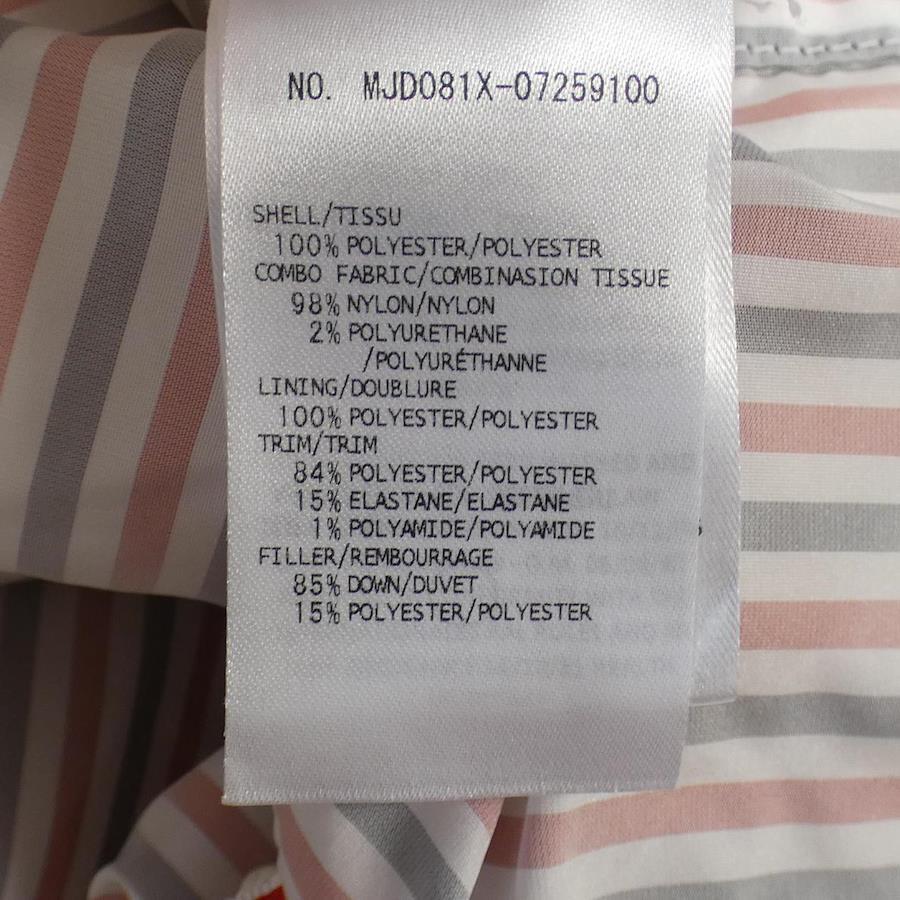 NO. MJD081X-07259100
SHELL/TISSU
100% POLYESTER/POLYESTER
COMBO FABRIC/COMBINASION TISSUE
98% NYLON/NYLON
2% POLYURETHANE
/POLYURÉTHANNE
LINING/DOUBLURE
100% POLYESTER/POLYESTER
TRIM/TRIM
84% POLYESTER/POLYESTER
15% ELASTANE/ELASTANE
1% POLYAMIDE/POLYAMIDE
FILLER/REMBOURRAGE
85% DOWN/DUVET
15% POLYESTER/POLYESTER